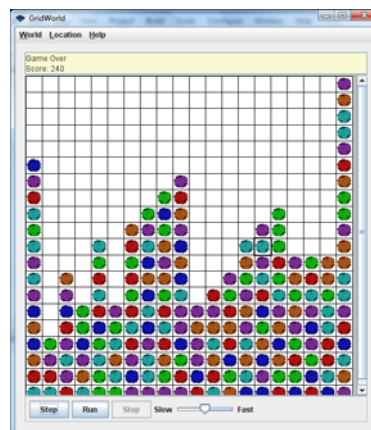 GridWorld
World Location Help
Game Over
Score: 240
Step Run Stop Slow Fast